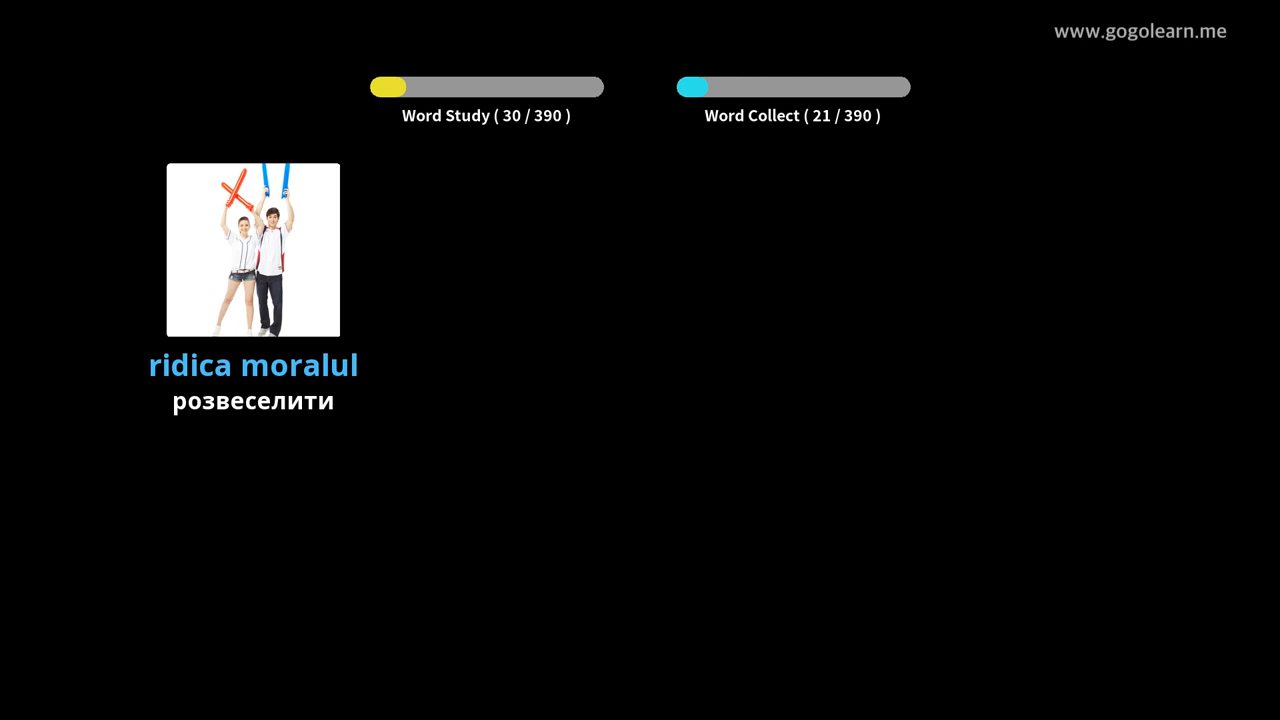 www.gogolearn.me
Word Study ( 30 / 390 )
Word Collect ( 21 / 390 )
ridica moralul
розвеселити